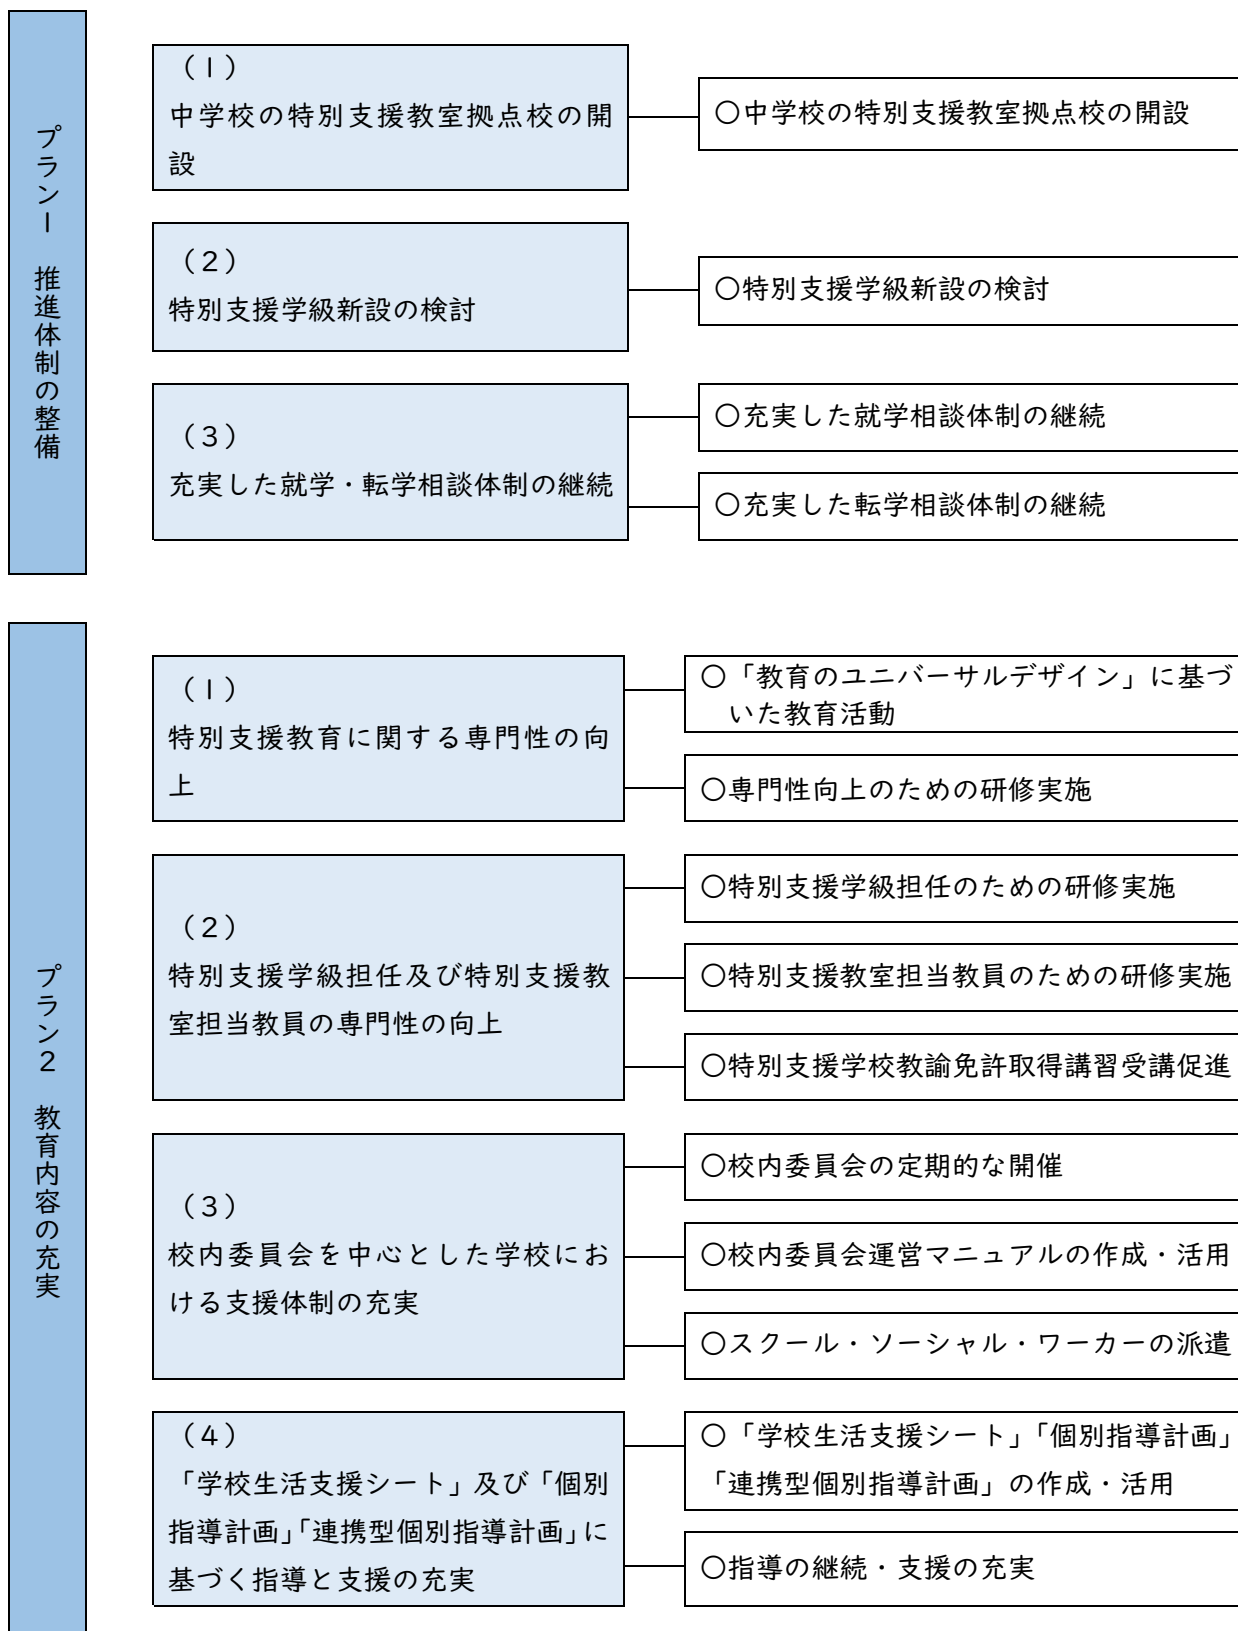 プラン1　推進体制の整備
（1）
中学校の特別支援教室拠点校の開
設
○中学校の特別支援教室拠点校の開設
（2）
特別支援学級新設の検討
○特別支援学級新設の検討
（3）
充実した就学・転学相談体制の継続
○充実した就学相談体制の継続
○充実した転学相談体制の継続
プラン2　教育内容の充実
（1）
特別支援教育に関する専門性の向
上
○「教育のユニバーサルデザイン」に基づ
いた教育活動
○専門性向上のための研修実施
（2）
特別支援学級担任及び特別支援教
室担当教員の専門性の向上
○特別支援学級担任のための研修実施
○特別支援教室担当教員のための研修実施
○特別支援学校教諭免許取得講習受講促進
（3）
校内委員会を中心とした学校にお
ける支援体制の充実
○校内委員会の定期的な開催
○校内委員会運営マニュアルの作成・活用
○スクール・ソーシャル・ワーカーの派遣
（4）
「学校生活支援シート」及び「個別
指導計画」「連携型個別指導計画」に
基づく指導と支援の充実
○「学校生活支援シート」「個別指導計画」
「連携型個別指導計画」の作成・活用
○指導の継続・支援の充実